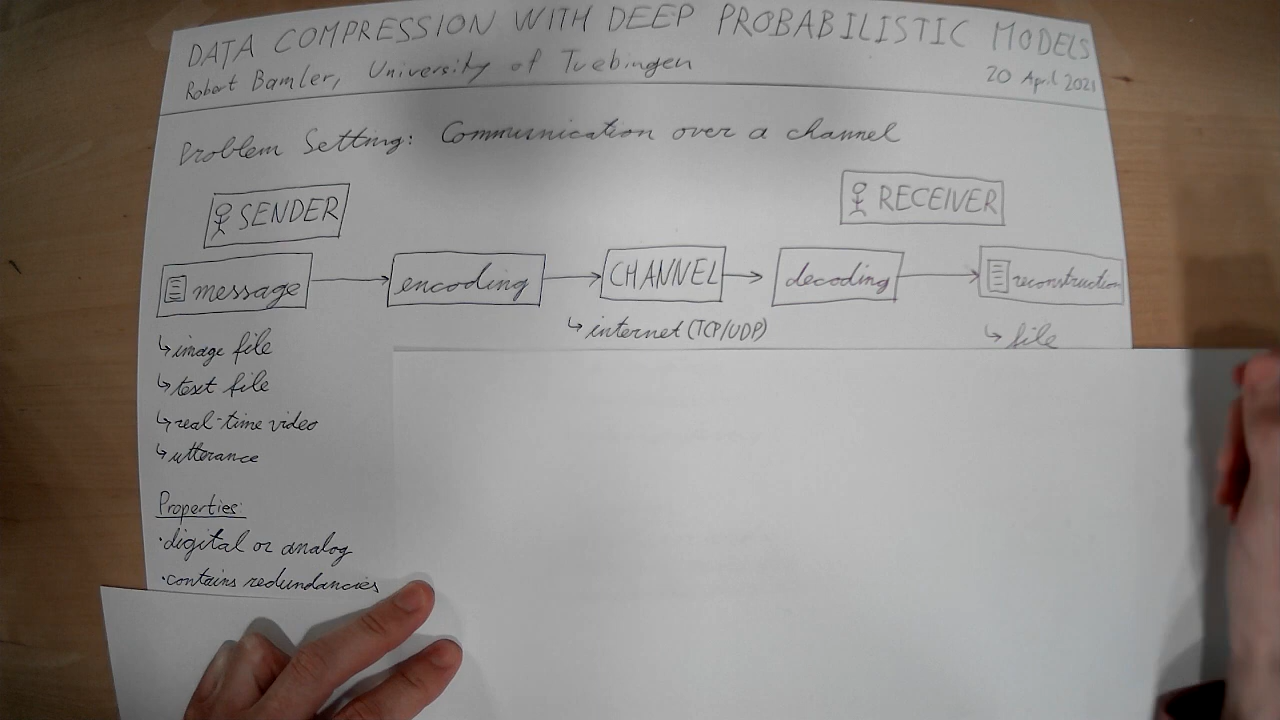 DATA COMPRESSION WITH DEEP PROBABILISTIC MODELS
Robert Bamler, University of Tuebingen
20 April 2021
Problem Setting: Communication over a channel
SENDER
RECEIVER
message
encoding
CHANNEL
decoding
reconstruction
↳ internet (TCP/UDP)
↳ file
↳ image file
↳ text file
↳ real-time video
↳ utterance
Properties:
· digital or analog
· contains redundancies